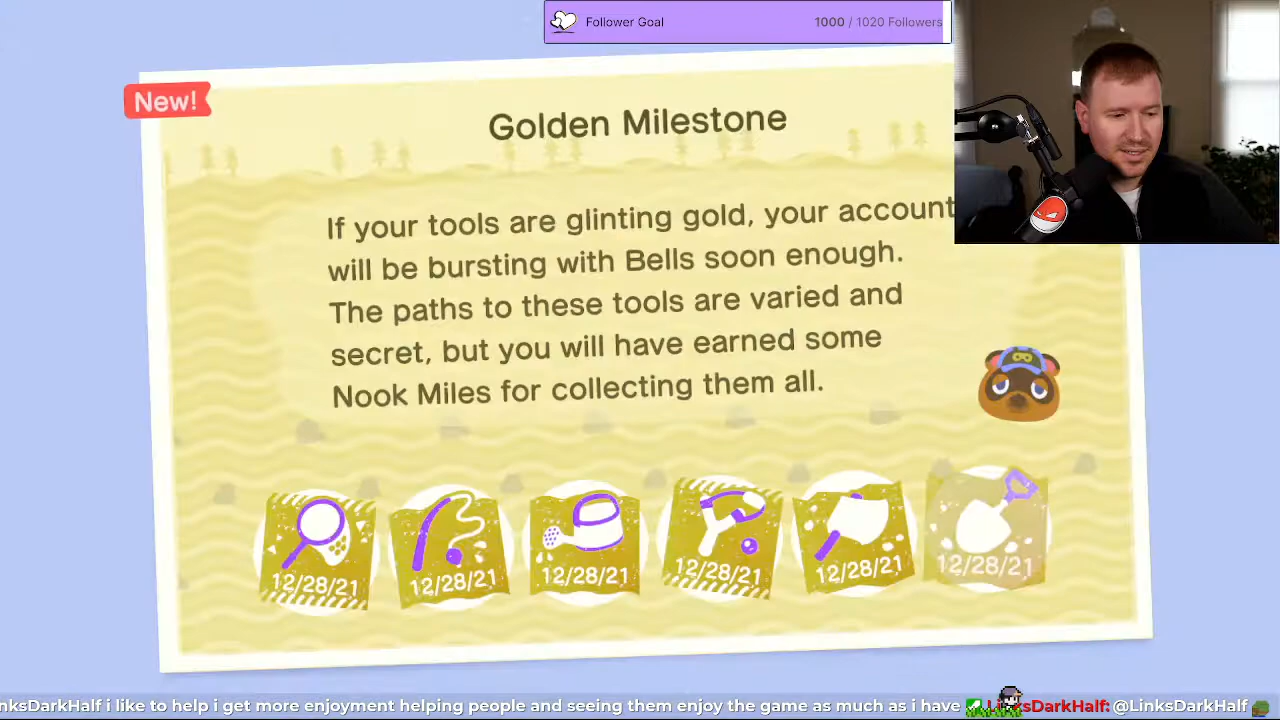 Follower Goal 1000 / 1020 Followers
New!
Golden Milestone
If your tools are glinting gold, your account
will be bursting with Bells soon enough.
The paths to these tools are varied and
secret, but you will have earned some
Nook Miles for collecting them all.
12/28/21 12/28/21 12/28/21 12/28/21 12/28/21 12/28/21
nksDarkHalf i like to help i get more enjoyment helping people and seeing them enjoy the game as much as i have LinksDarkHalf: @LinksDarkHalf